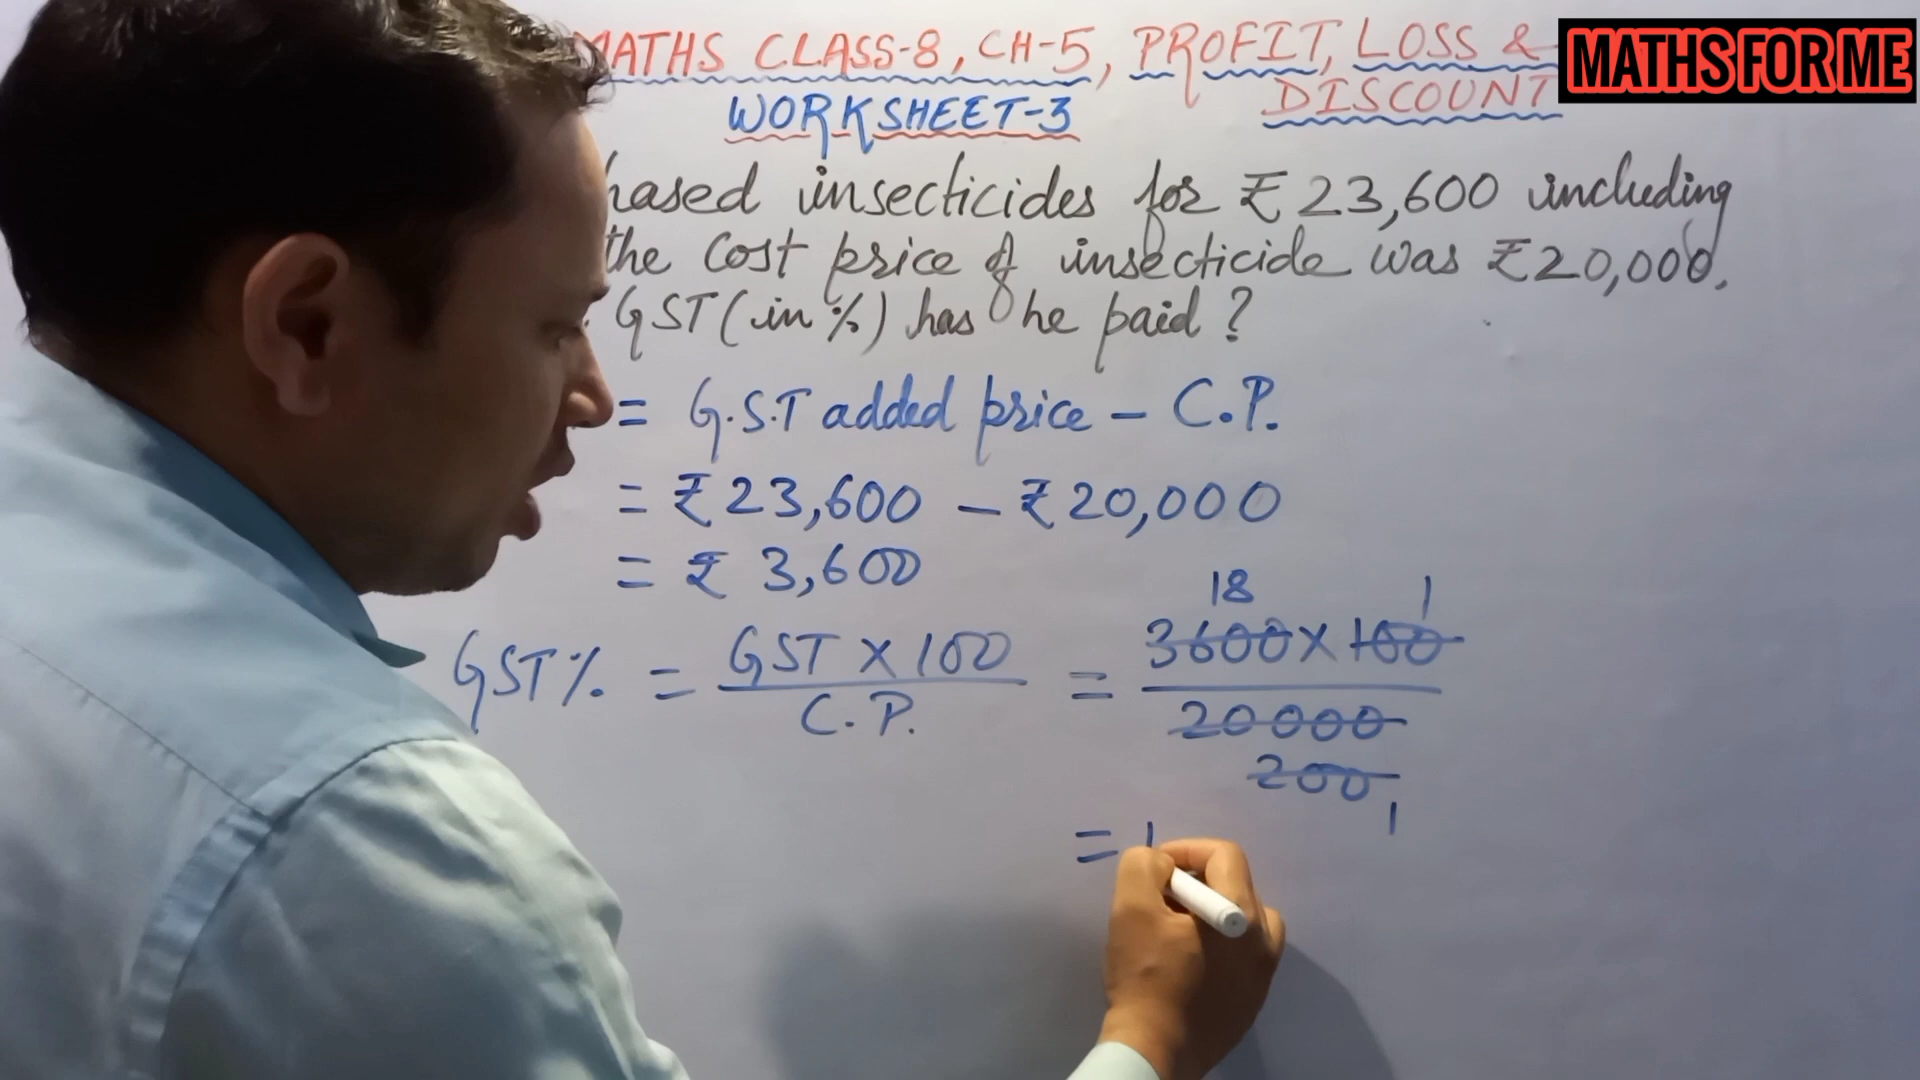 MATHS CLASS-8, CH-5, PROFIT, LOSS &
DISCOUNT
MATHS FOR ME
WORKSHEET-3
hased insecticides for ₹ 23,600 including
the cost price of insecticide was ₹20,000.
GST (in %) has he paid?
= G.S.T added price - C.P.
= ₹ 23,600 - ₹ 20,000
= ₹ 3,600
18 1
GST% = GST X 100 = 3600 X 100
C.P. 20000
200
1
= 1